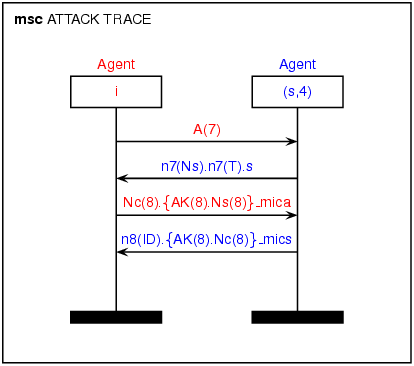 msc ATTACK TRACE
Agent Agent
i (s,4)
A(7)
n7(Ns).n7(T).s
Nc(8).{AK(8).Ns(8)}_mica
n8(ID).{AK(8).Nc(8)}_mics